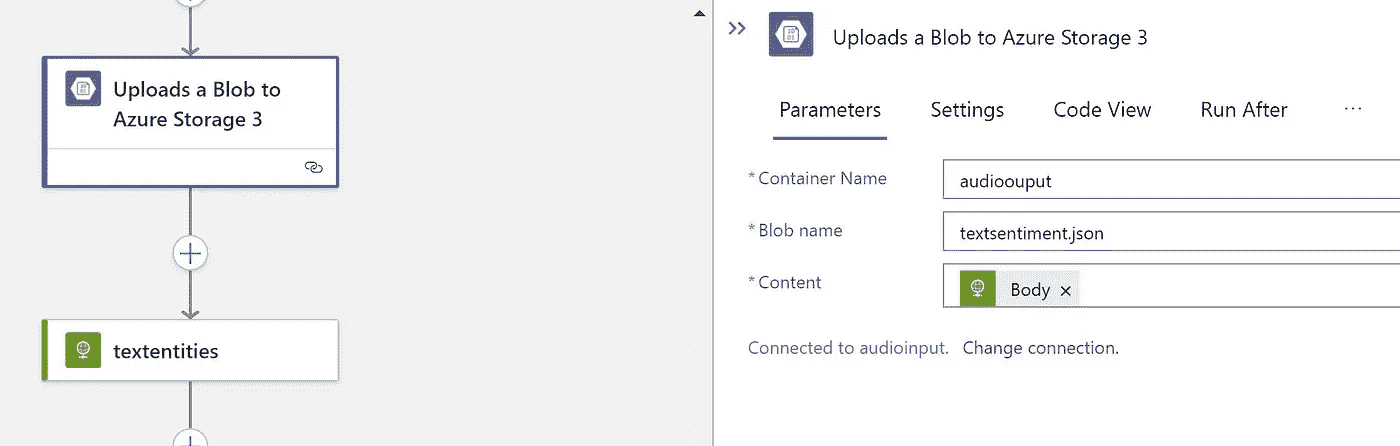 Uploads a Blob to
Azure Storage 3
textentities
Uploads a Blob to Azure Storage 3
Parameters Settings Code View Run After ...
*Container Name audioouput
*Blob name textsentiment.json
*Content Body ×
Connected to audioinput. Change connection.